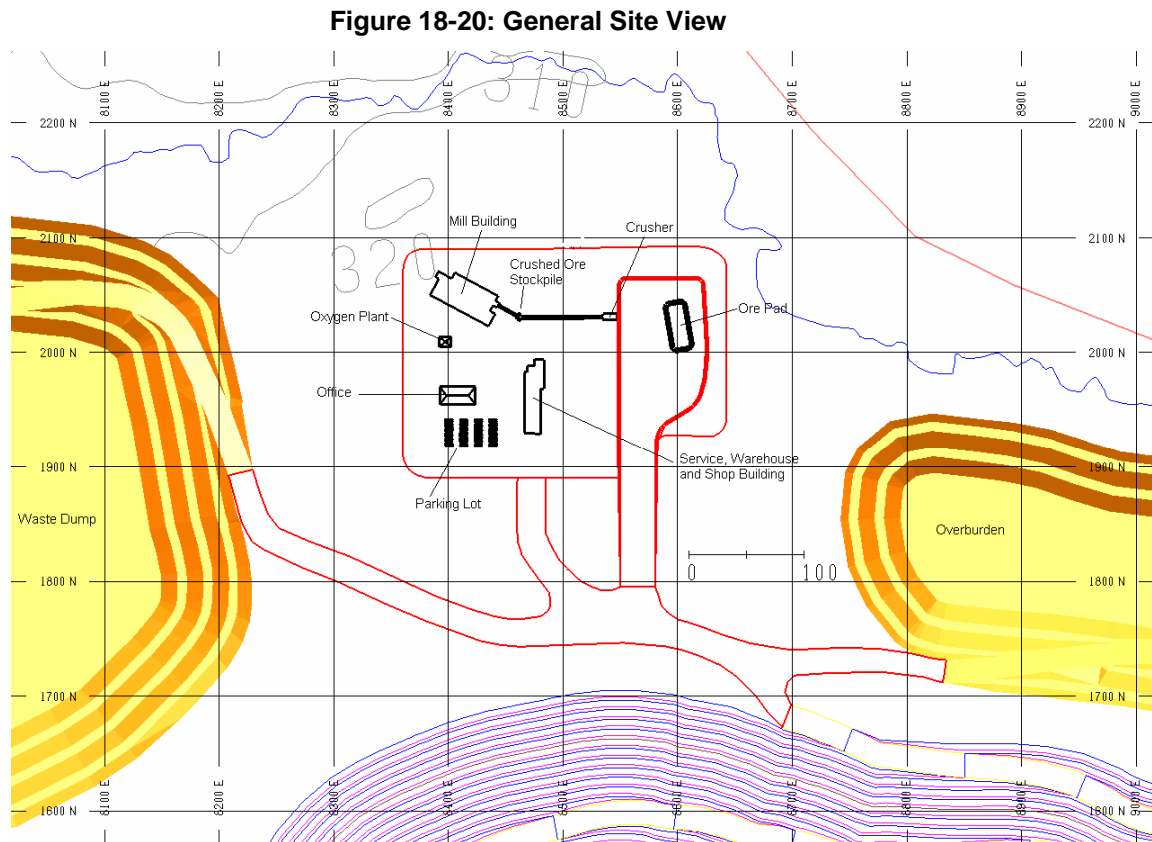 Figure 18-20: General Site View
310
8100 E
8200 E
8300 E
8400 E
8500 E
8600 E
8700 E
8800 E
8900 E
9000 E
2200 N
2200 N
Mill Building
Crusher
2100 N
2100 N
320
Crushed Ore
Stockpile
Oxygen Plant
Ore Pad
2000 N
2000 N
Office
Service, Warehouse
and Shop Building
1900 N
1900 N
Parking Lot
Waste Dump
Overburden
0
100
1800 N
1800 N
1700 N
1700 N
1600 N
1600 N
8100 E
8200 E
8300 E
8400 E
8500 E
8600 E
8700 E
8800 E
8900 E
9000 E